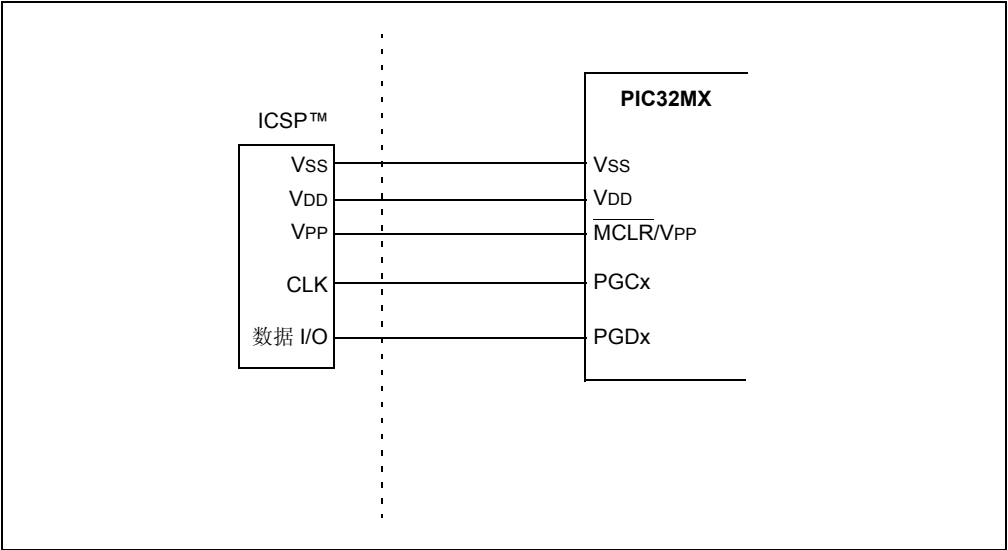 PIC32MX
ICSP™
VSS
VDD
VPP
CLK
数据 I/O
VSS
VDD
MCLR/VPP
PGCx
PGDx